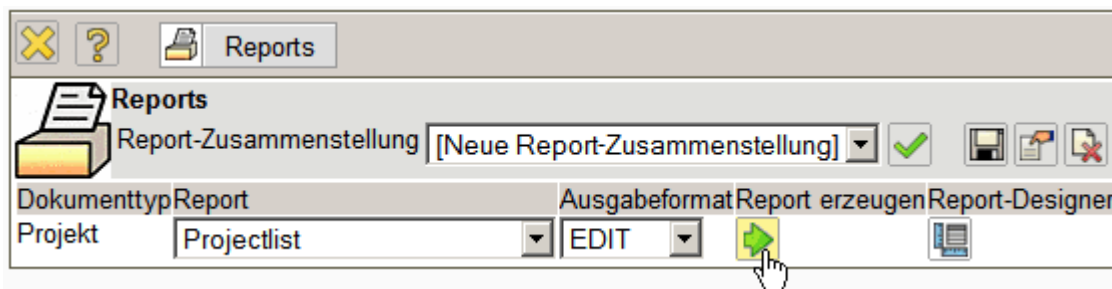 Reports
Reports
Report-Zusammenstellung [Neue Report-Zusammenstellung]
Dokumenttyp Report Ausgabeformat Report erzeugen Report-Designer
Projekt Projectlist EDIT